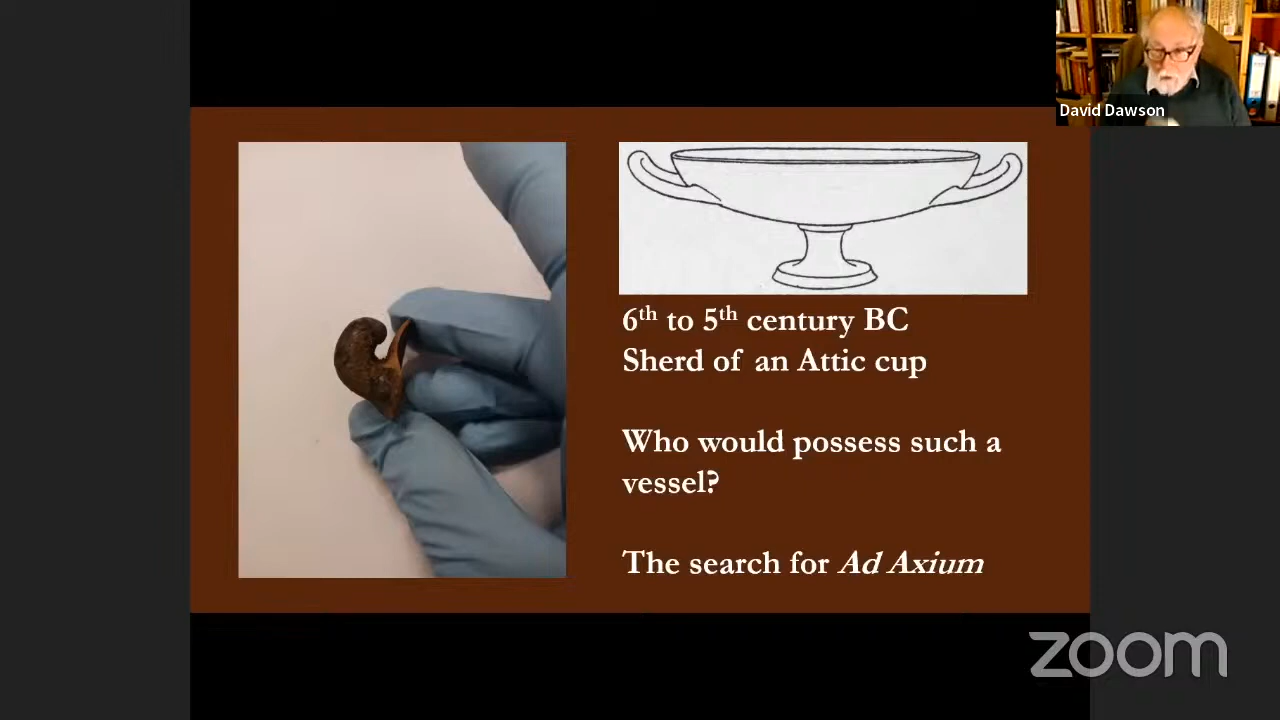 David Dawson
6th to 5th century BC
Sherd of an Attic cup
Who would possess such a
vessel?
The search for Ad Axium
zoom